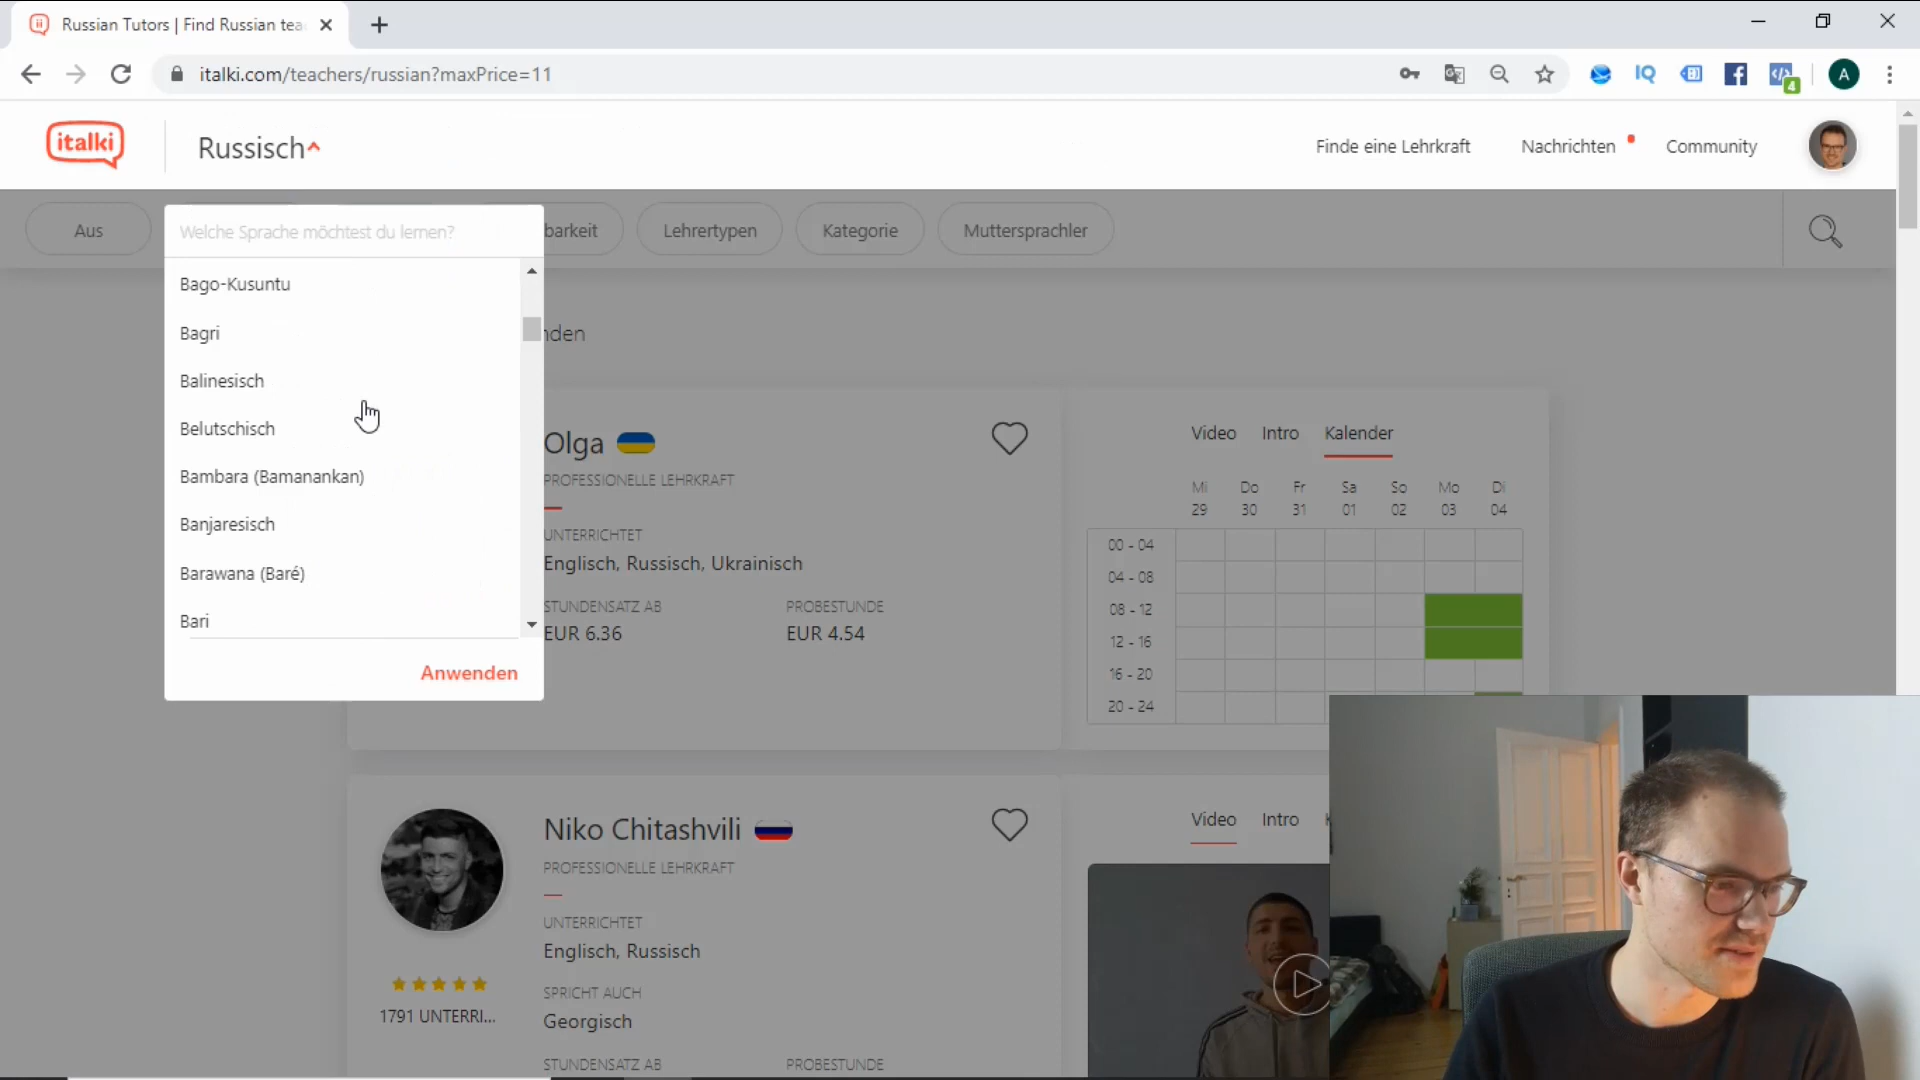 Russian Tutors | Find Russian tea
italki.com/teachers/russian?maxPrice=11
IQ
4
A
italki
Russisch
Finde eine Lehrkraft
Nachrichten
Community
Aus
barkeit
Lehrertypen
Kategorie
Muttersprachler
Welche Sprache möchtest du lernen?
Bago-Kusuntu
Bagri
Balinesisch
Belutschisch
Bambara (Bamanankan)
Banjaresisch
Barawana (Baré)
Bari
Anwenden
nden
Olga
PROFESSIONELLE LEHRKRAFT
UNTERRICHTET
Englisch, Russisch, Ukrainisch
STUNDENSATZ AB
PROBESTUNDE
EUR 6.36
EUR 4.54
Video Intro Kalender
Mi Do Fr Sa So Mo Di
29 30 31 01 02 03 04
00 - 04
04 - 08
08 - 12
12 - 16
16 - 20
20 - 24
Niko Chitashvili
PROFESSIONELLE LEHRKRAFT
UNTERRICHTET
Englisch, Russisch
SPRICHT AUCH
Georgisch
STUNDENSATZ AB
PROBESTUNDE
1791 UNTERRI...
Video Intro